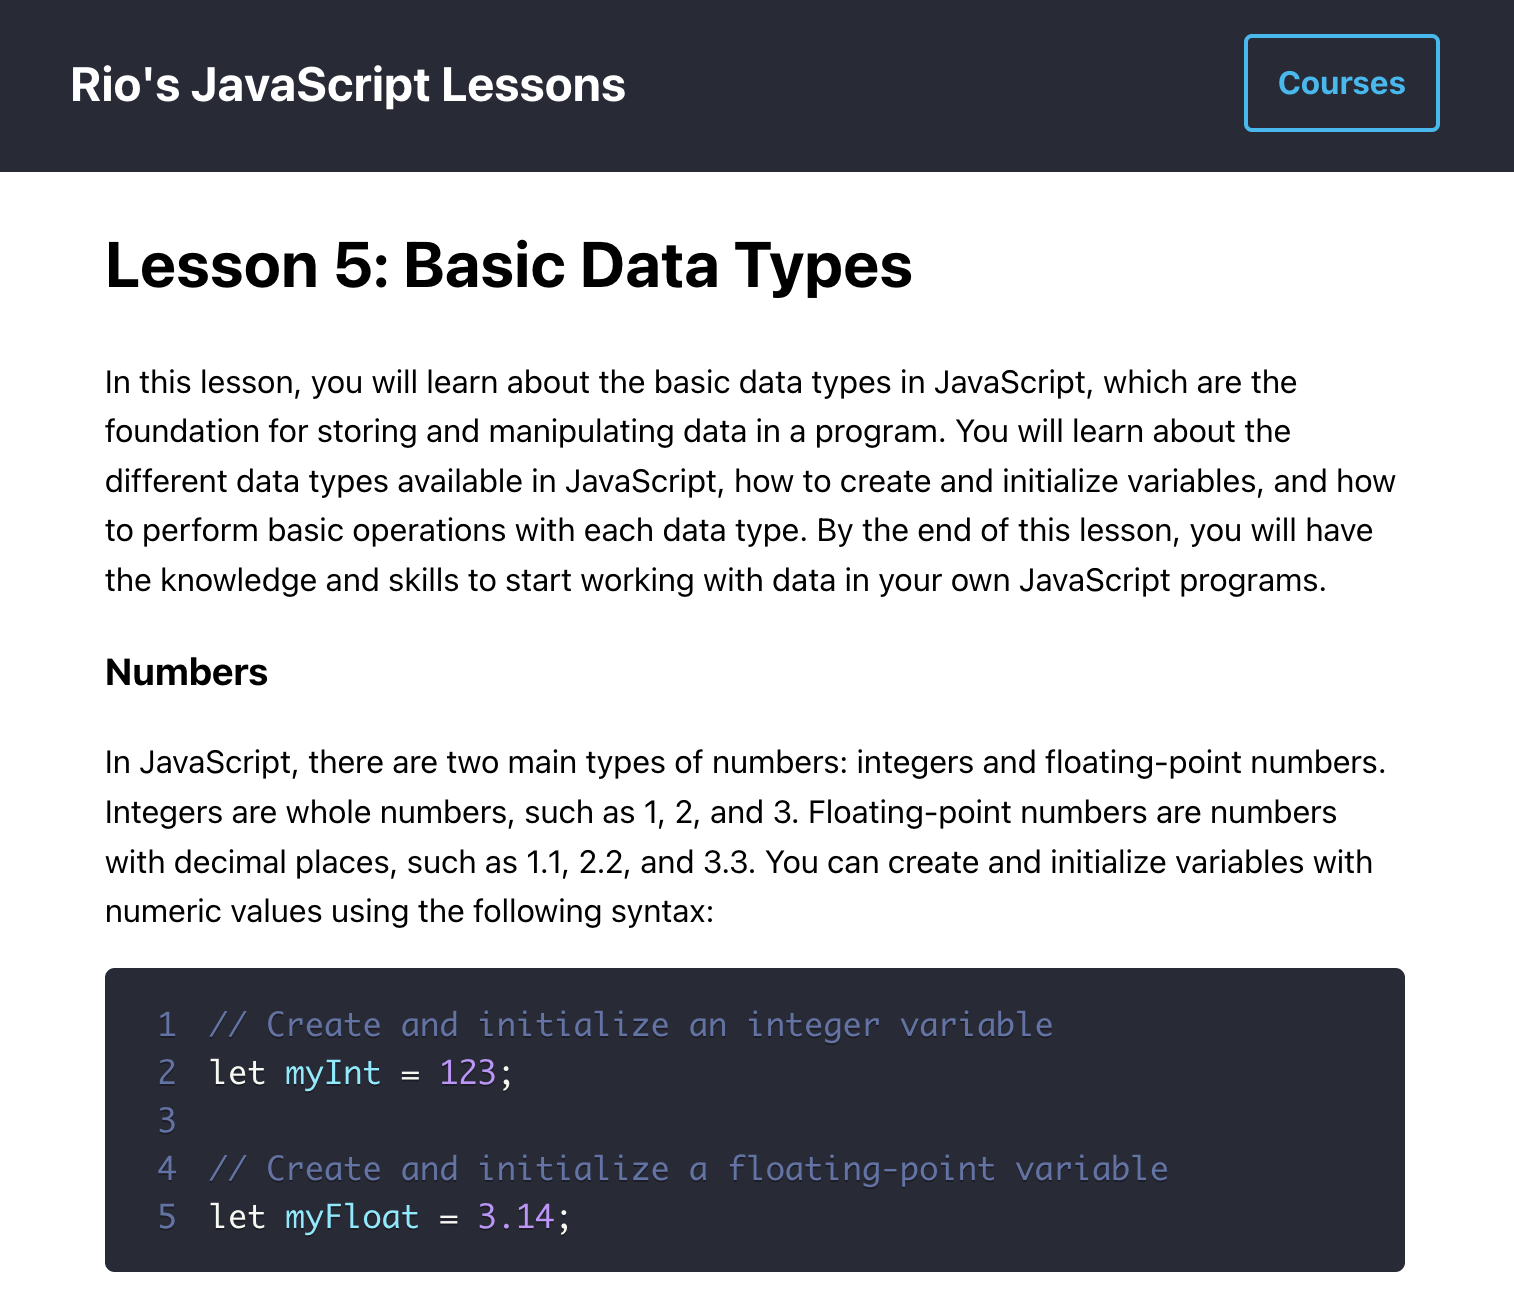 Rio's JavaScript Lessons
Courses
Lesson 5: Basic Data Types
In this lesson, you will learn about the basic data types in JavaScript, which are the
foundation for storing and manipulating data in a program. You will learn about the
different data types available in JavaScript, how to create and initialize variables, and how
to perform basic operations with each data type. By the end of this lesson, you will have
the knowledge and skills to start working with data in your own JavaScript programs.
Numbers
In JavaScript, there are two main types of numbers: integers and floating-point numbers.
Integers are whole numbers, such as 1, 2, and 3. Floating-point numbers are numbers
with decimal places, such as 1.1, 2.2, and 3.3. You can create and initialize variables with
numeric values using the following syntax:
1 // Create and initialize an integer variable
2 let myInt = 123;
3
4 // Create and initialize a floating-point variable
5 let myFloat = 3.14;